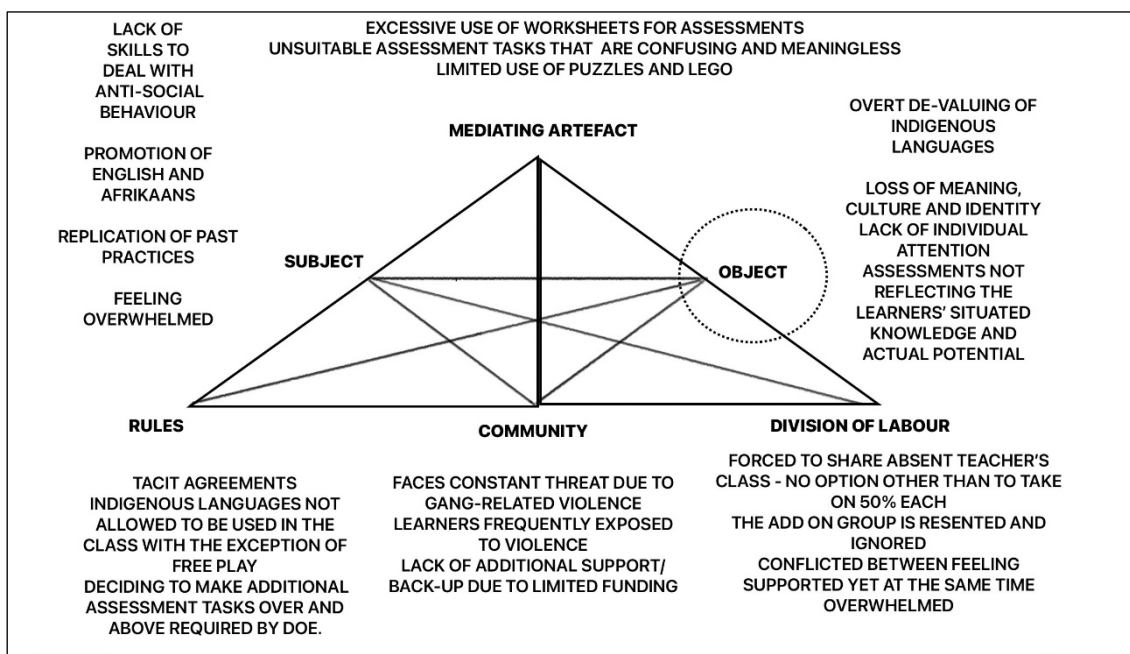 LACK OF
SKILLS TO
DEAL WITH
ANTI-SOCIAL
BEHAVIOUR
PROMOTION OF
ENGLISH AND
AFRIKAANS
REPLICATION OF PAST
PRACTICES
FEELING
OVERWHELMED
EXCESSIVE USE OF WORKSHEETS FOR ASSESSMENTS
UNSUITABLE ASSESSMENT TASKS THAT ARE CONFUSING AND MEANINGLESS
LIMITED USE OF PUZZLES AND LEGO
MEDIATING ARTEFACT
OVERT DE-VALUING OF
INDIGENOUS
LANGUAGES
LOSS OF MEANING,
CULTURE AND IDENTITY
LACK OF INDIVIDUAL
ATTENTION
ASSESSMENTS NOT
REFLECTING THE
LEARNERS' SITUATED
KNOWLEDGE AND
ACTUAL POTENTIAL
SUBJECT
OBJECT
RULES
COMMUNITY
DIVISION OF LABOUR
TACIT AGREEMENTS
INDIGENOUS LANGUAGES NOT
ALLOWED TO BE USED IN THE
CLASS WITH THE EXCEPTION OF
FREE PLAY
DECIDING TO MAKE ADDITIONAL
ASSESSMENT TASKS OVER AND
ABOVE REQUIRED BY DOE.
FACES CONSTANT THREAT DUE TO
GANG-RELATED VIOLENCE
LEARNERS FREQUENTLY EXPOSED
TO VIOLENCE
LACK OF ADDITIONAL SUPPORT/
BACK-UP DUE TO LIMITED FUNDING
FORCED TO SHARE ABSENT TEACHER'S
CLASS - NO OPTION OTHER THAN TO TAKE
ON 50% EACH
THE ADD ON GROUP IS RESENTED AND
IGNORED
CONFLICTED BETWEEN FEELING
SUPPORTED YET AT THE SAME TIME
OVERWHELMED